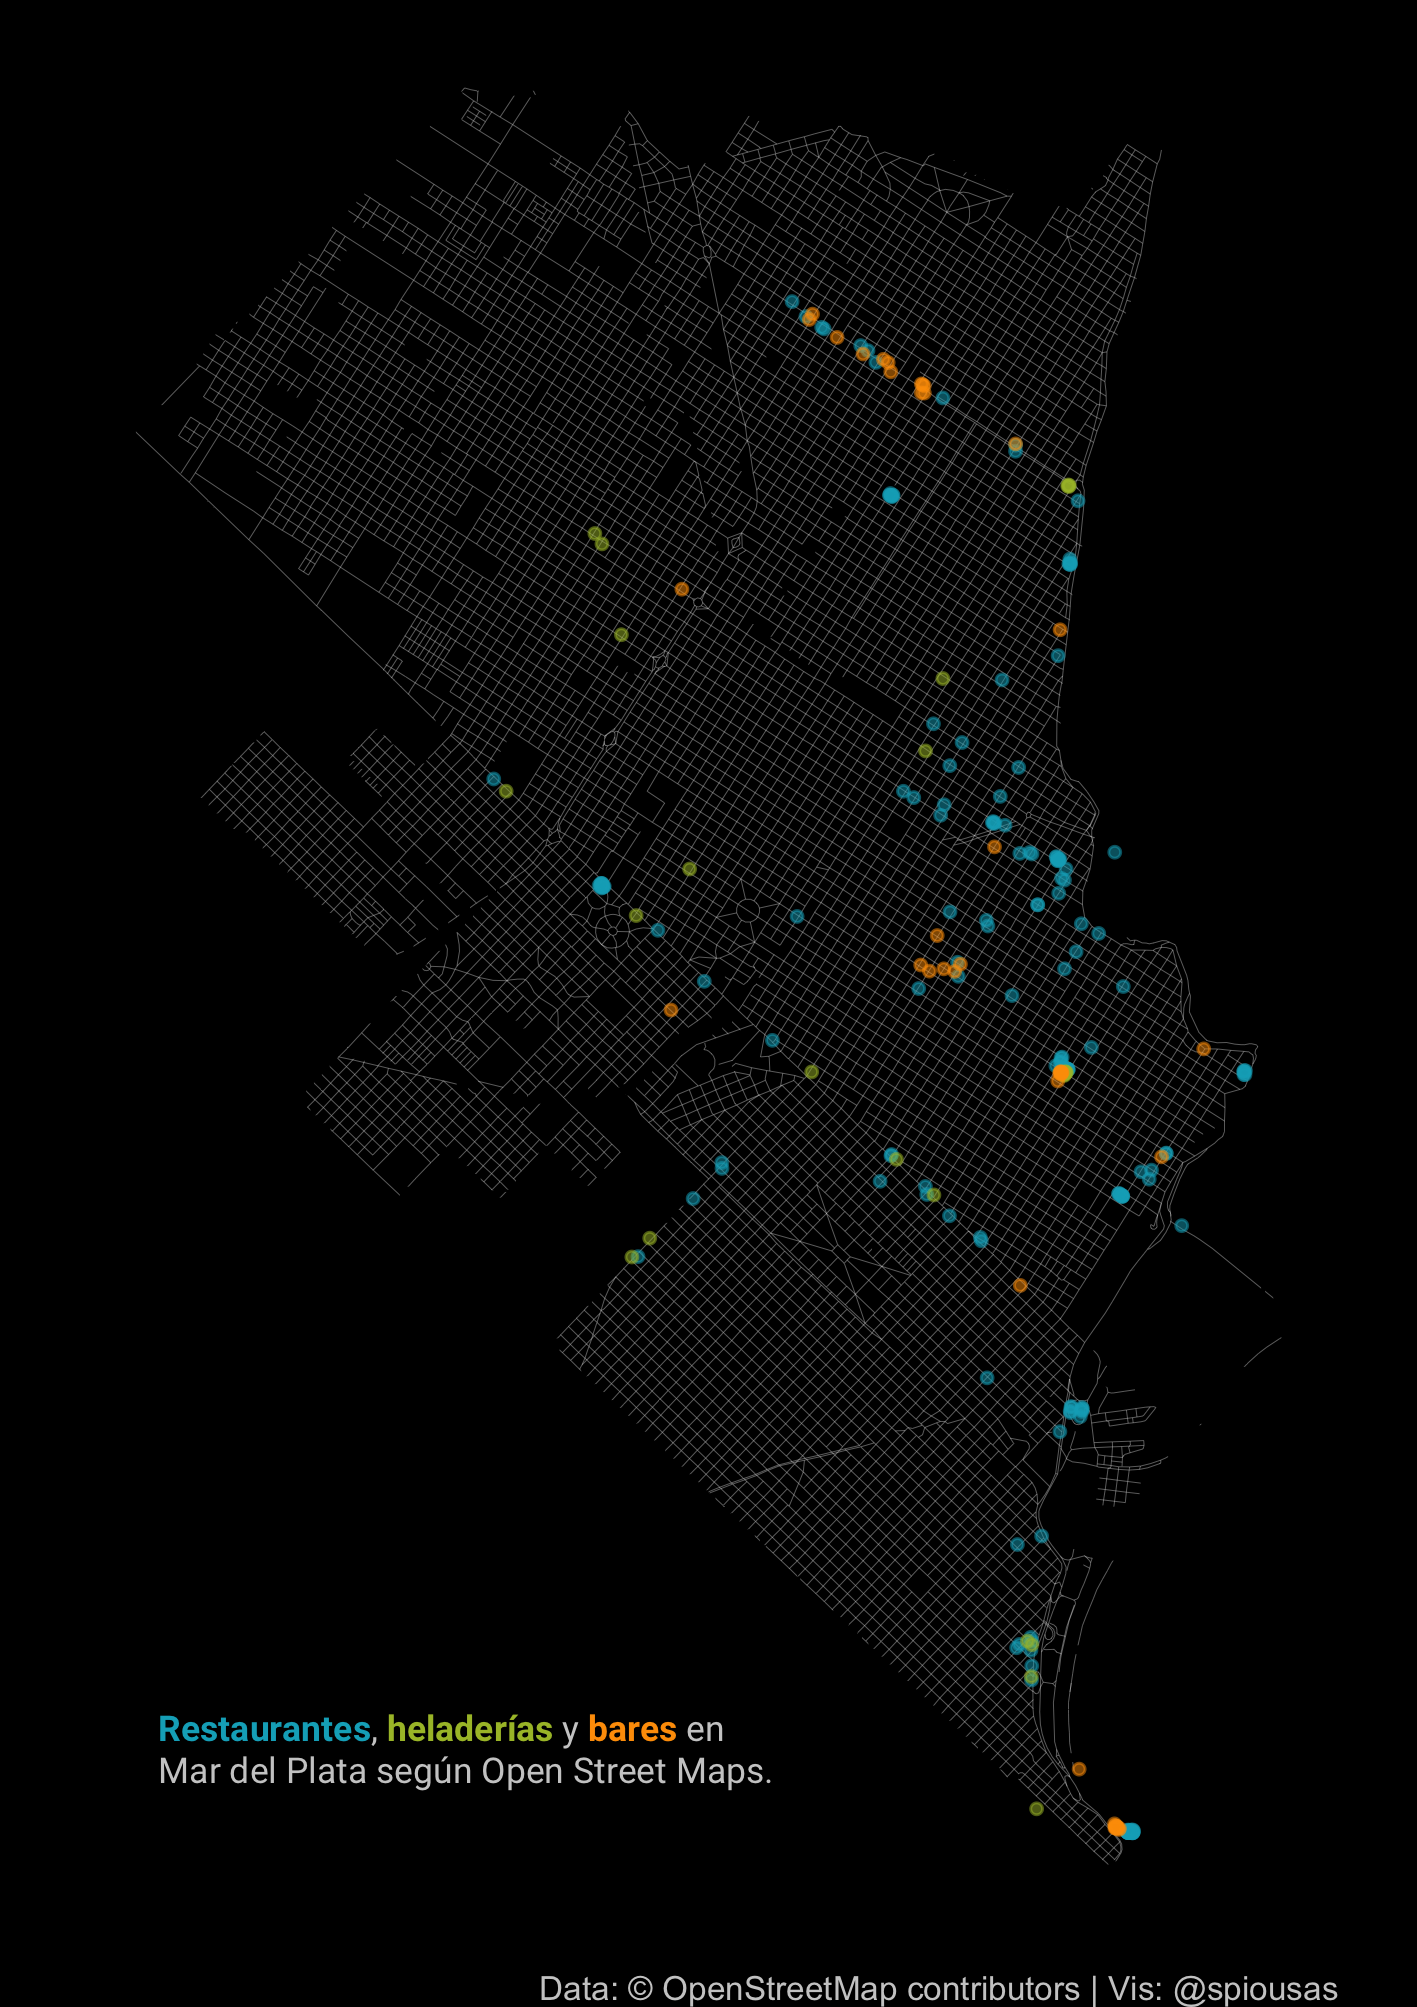 Restaurantes, heladerías y bares en
Mar del Plata según Open Street Maps.
Data: © OpenStreetMap contributors | Vis: @spiousas